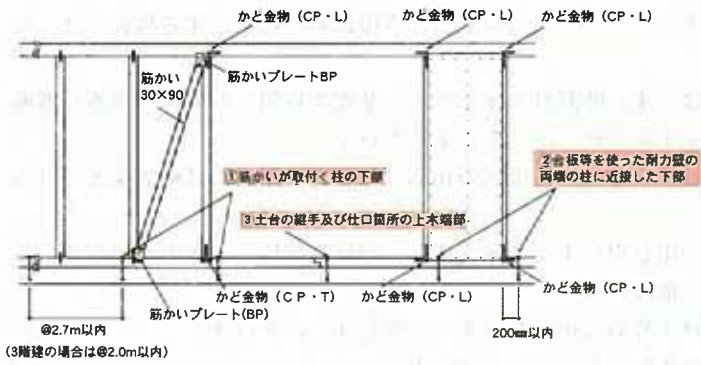 かど金物（CP・L）
かど金物（CP・L）
かど金物（CP・L）
筋かい
30×90
筋かいプレートBP
①筋かいが取付く柱の下部
②合板等を使った耐力壁の
両端の柱に近接した下部
③土台の継手及び仕口箇所の上木端部
かど金物（CP・T）
かど金物（CP・L）
かど金物（CP・L）
筋かいプレート(BP)
@2.7m以内
(3階建の場合は@2.0m以内)
200㎜以内